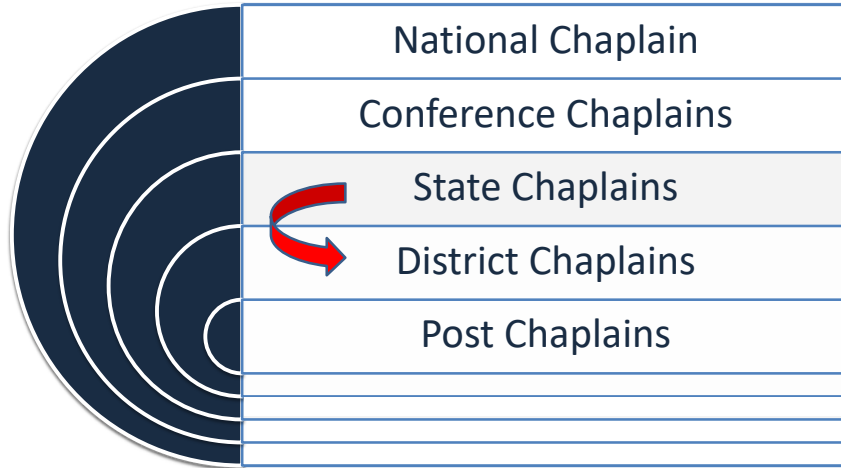 National Chaplain
Conference Chaplains
State Chaplains
District Chaplains
Post Chaplains